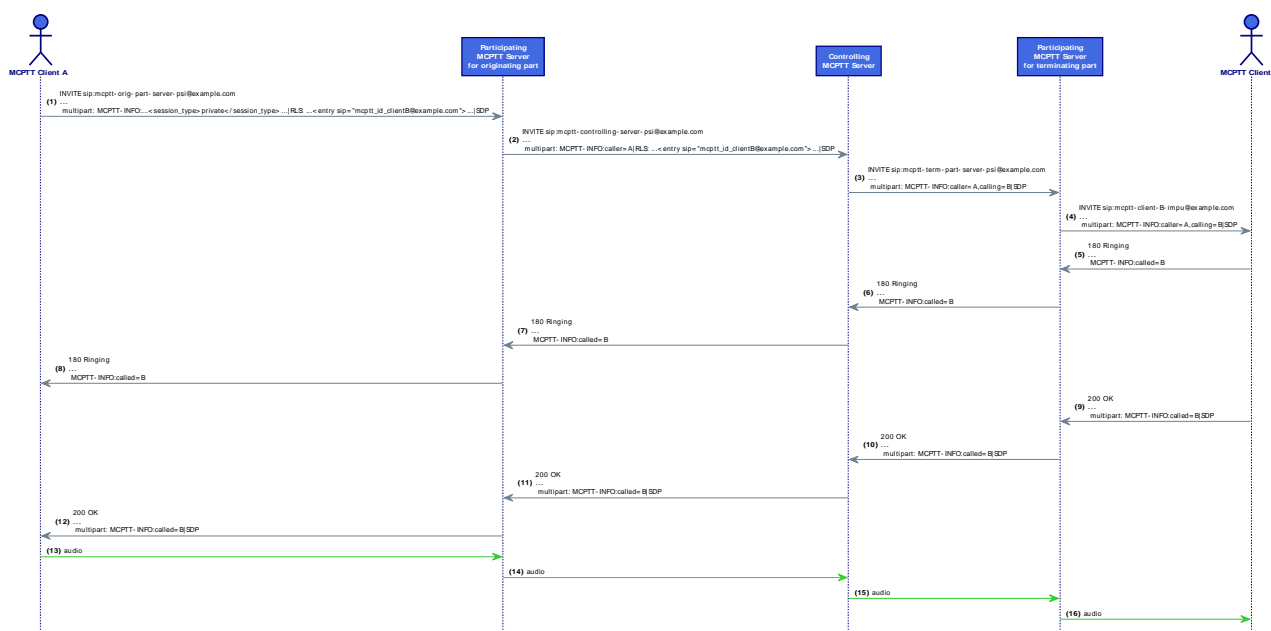 Participating
MCPTT Server
for originating part
Controlling
MCPTT Server
Participating
MCPTT Server
for terminating part
MCPTT Client A
MCPTT Client
INVITE sip:mcptt-orig-part-server-psi@example.com
(1) ...
multipart: MCPTT-INFO:...<session_type>private</session_type>...|RLS: ...<entry sip="mcptt_id_clientB@example.com">...|SDP
INVITE sip:mcptt-controlling-server-psi@example.com
(2) ...
multipart: MCPTT-INFO:caller=A|RLS: ...<entry sip="mcptt_id_clientB@example.com">...|SDP
INVITE sip:mcptt-term-part-server-psi@example.com
(3) ...
multipart: MCPTT-INFO:caller=A,calling=B|SDP
INVITE sip:mcptt-client-B-impu@example.com
(4) ...
multipart: MCPTT-INFO:caller=A,calling=B|SDP
180 Ringing
(5) ...
MCPTT-INFO:called=B
180 Ringing
(6) ...
MCPTT-INFO:called=B
180 Ringing
(7) ...
MCPTT-INFO:called=B
180 Ringing
(8) ...
MCPTT-INFO:called=B
200 OK
(9) ...
multipart: MCPTT-INFO:called=B|SDP
200 OK
(10) ...
multipart: MCPTT-INFO:called=B|SDP
200 OK
(11) ...
multipart: MCPTT-INFO:called=B|SDP
200 OK
(12) ...
multipart: MCPTT-INFO:called=B|SDP
(13) audio
(14) audio
(15) audio
(16) audio